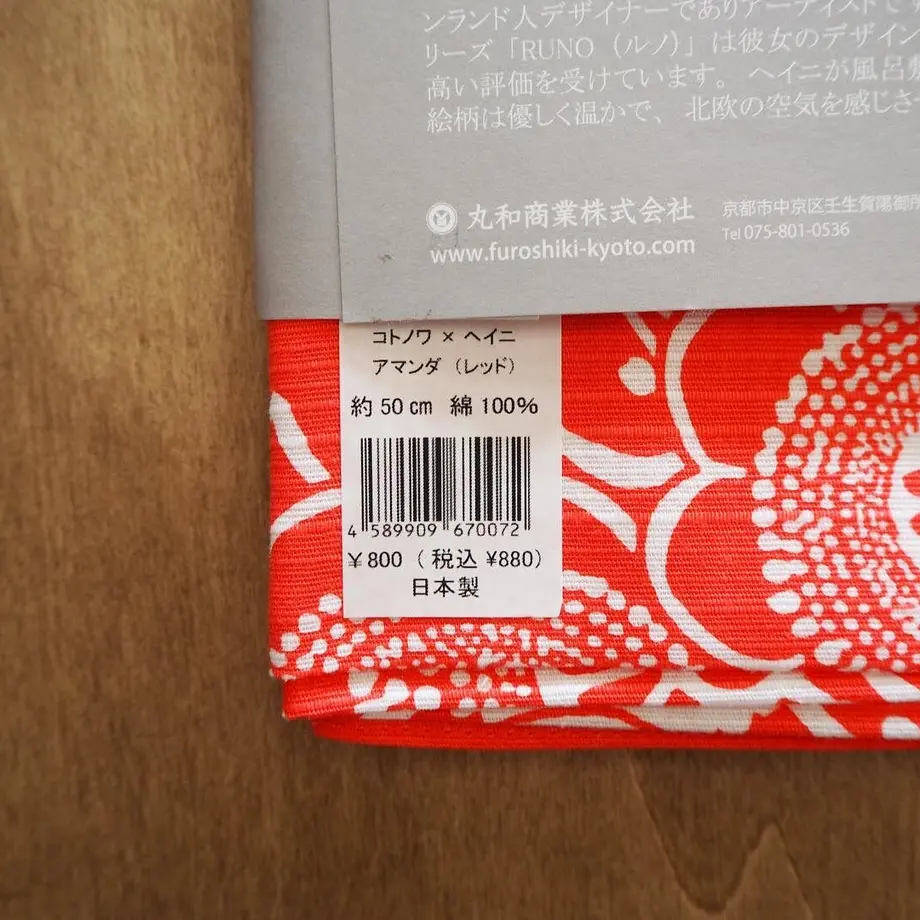 ンランド人デザイナーでありアーティストで
リーズ「RUNO（ルノ）」は彼女のデザイン
高い評価を受けています。ヘイニが風呂敷
絵柄は優しく温かで、北欧の空気を感じさ
丸和商業株式会社
京都市中京区壬生賀陽御所
www.furoshiki-kyoto.com
Tel 075-801-0536
コトノワ × ヘイニ
アマンダ（レッド）
約 50 cm 綿 100%
4 589909 670072
￥800（税込 ¥880）
日本製